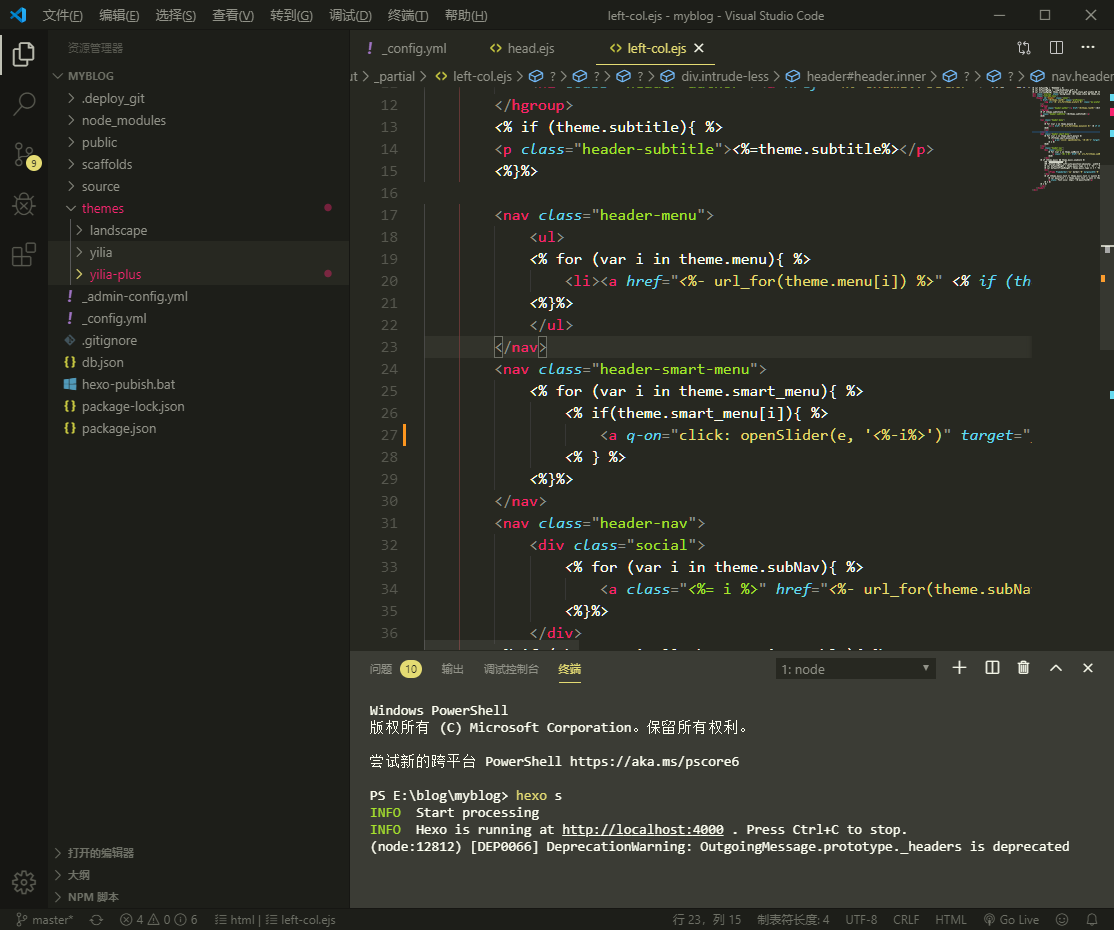 文件(F) 编辑(E) 选择(S) 查看(V) 转到(G) 调试(D) 终端(T) 帮助(H) left-col.ejs - myblog - Visual Studio Code
资源管理器
MYBLOG
.deploy_git
node_modules
public
scaffolds
source
themes
landscape
yilia
yilia-plus
! _admin-config.yml
! _config.yml
.gitignore
{} db.json
hexo-pubish.bat
{} package-lock.json
{} package.json
9
打开的编辑器
大纲
NPM 脚本
! _config.yml <> head.ejs <> left-col.ejs
ut > _partial > <> left-col.ejs > ? > ? > ? > div.intrude-less > header#header.inner > ? > ? > nav.header
12 </hgroup>
13 <% if (theme.subtitle){ %>
14 <p class="header-subtitle"><%=theme.subtitle%></p>
15 <%}%>
16
17 <nav class="header-menu">
18 <ul>
19 <% for (var i in theme.menu){ %>
20 <li><a href="<%- url_for(theme.menu[i]) %>" <% if (th
21 <%}%>
22 </ul>
23 </nav>
24 <nav class="header-smart-menu">
25 <% for (var i in theme.smart_menu){ %>
26 <% if(theme.smart_menu[i]){ %>
27 <a q-on="click: openSlider(e, '<%-i%>')" target="_
28 <% } %>
29 <%}%>
30 </nav>
31 <nav class="header-nav">
32 <div class="social">
33 <% for (var i in theme.subNav){ %>
34 <a class="<%= i %>" href="<%- url_for(theme.subNa
35 <%}%>
36 </div>
问题 10 输出 调试控制台 终端 1: node
Windows PowerShell
版权所有 (C) Microsoft Corporation。保留所有权利。
尝试新的跨平台 PowerShell https://aka.ms/pscore6
PS E:\blog\myblog> hexo s
INFO  Start processing
INFO  Hexo is running at http://localhost:4000 . Press Ctrl+C to stop.
(node:12812) [DEP0066] DeprecationWarning: OutgoingMessage.prototype._headers is deprecated
master* 4 0 6 html | left-col.ejs 行 23，列 15 制表符长度: 4 UTF-8 CRLF HTML Go Live